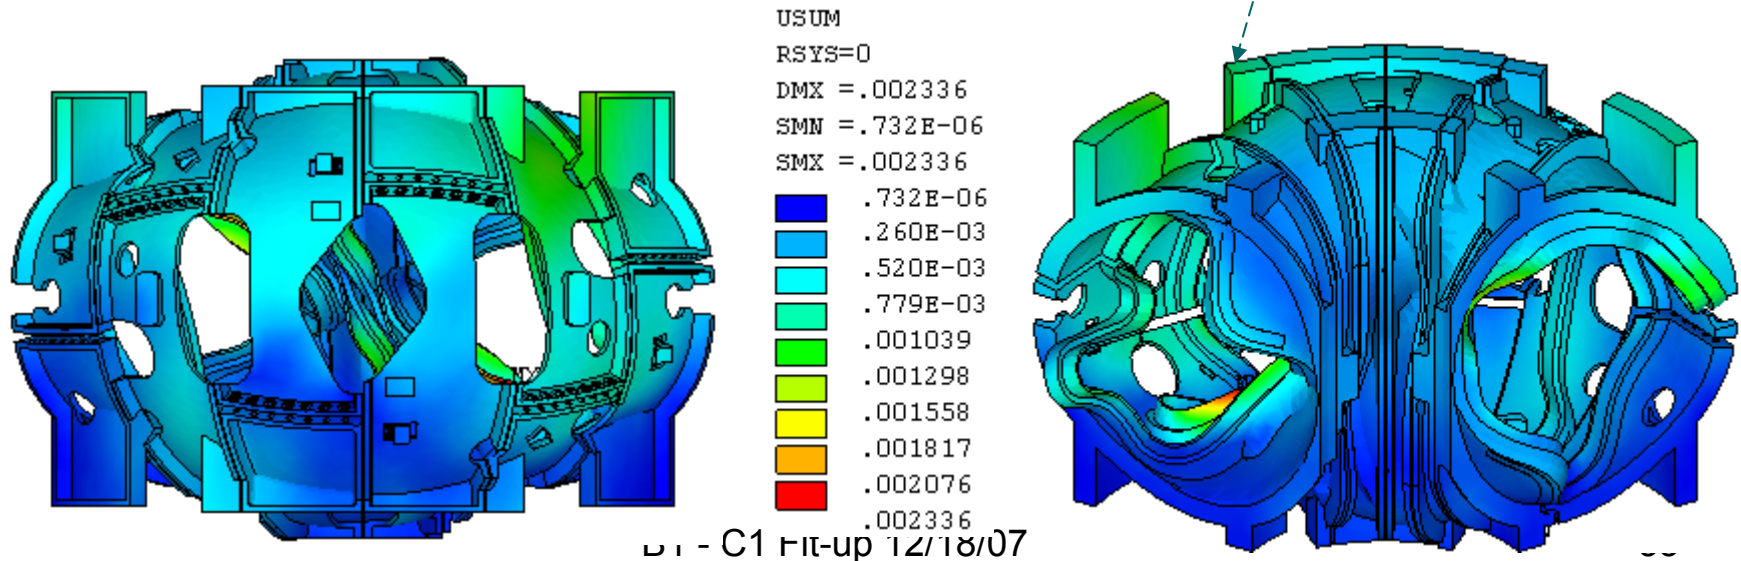 USUM
RSYS=0
DMX =.002336
SMN =.732E-06
SMX =.002336
.732E-06
.260E-03
.520E-03
.779E-03
.001039
.001298
.001558
.001817
.002076
.002336
MX
- C1 Fit-up 12/18/07